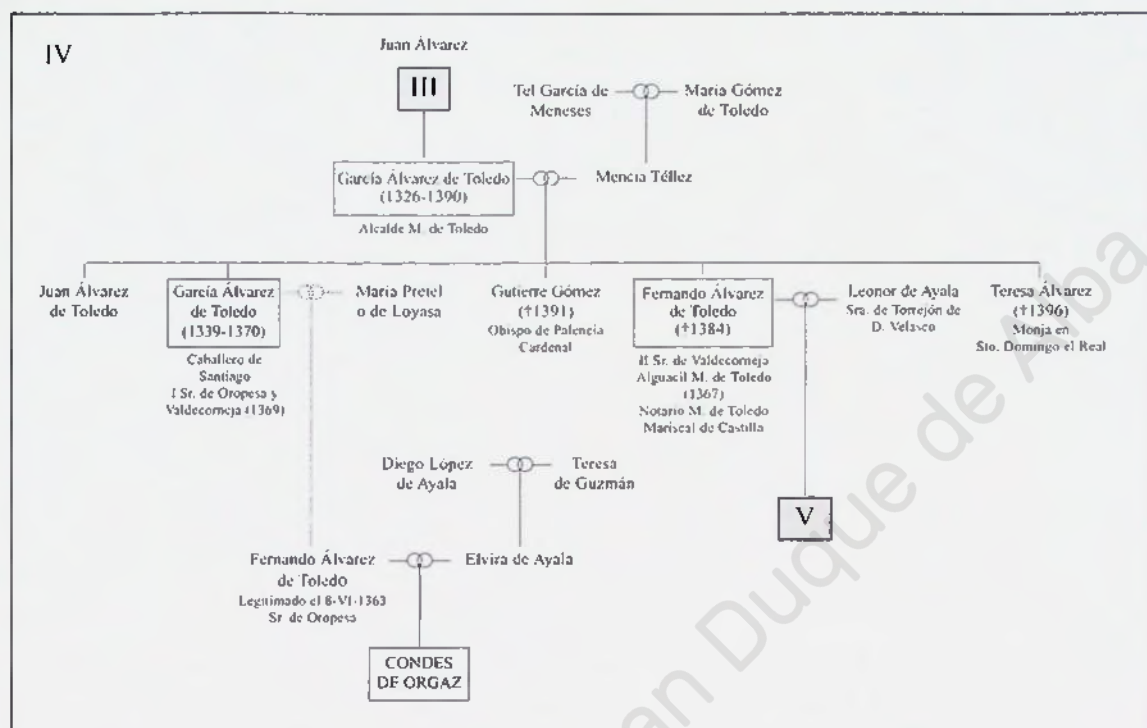 IV
Juan Álvarez
III
Tel García de
Meneses
María Gómez
de Toledo
García Álvarez de Toledo
(1326-1390)
Alcalde M. de Toledo
Mencía Téllez
Juan Álvarez
de Toledo
García Álvarez
de Toledo
(1339-1370)
Caballero de
Santiago
I Sr. de Oropesa y
Valdecorneja (1369)
María Pretel
o de Loyasa
Gutierre Gómez
(†1391)
Obispo de Palencia
Cardenal
Fernando Álvarez
de Toledo
(†1384)
II Sr. de Valdecorneja
Alguacil M. de Toledo
(1367)
Notario M. de Toledo
Mariscal de Castilla
Leonor de Ayala
Sra. de Torrejón de
D. Velasco
Teresa Álvarez
(†1396)
Monja en
Sto. Domingo el Real
Diego López
de Ayala
Teresa
de Guzmán
V
Fernando Álvarez
de Toledo
Legitimado el 8-VI-1363
Sr. de Oropesa
Elvira de Ayala
CONDES
DE ORGAZ
an Duque de Alba